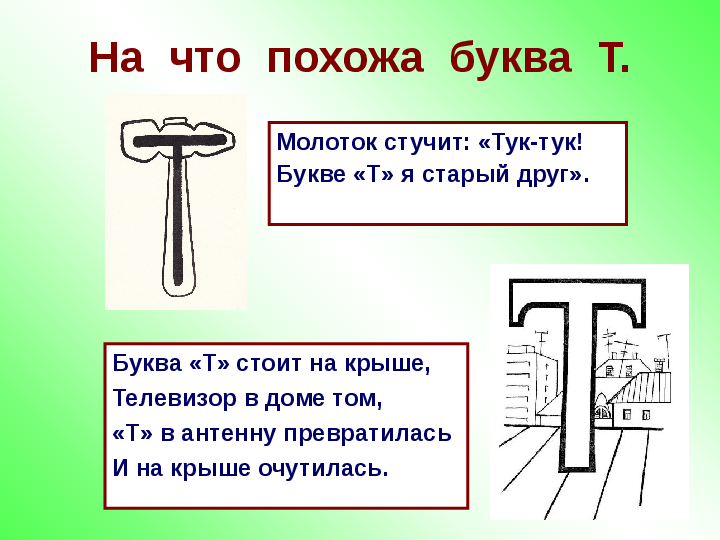 На что похожа буква Т.
Молоток стучит: «Тук-тук!
Букве «Т» я старый друг».
Буква «Т» стоит на крыше,
Телевизор в доме том,
«Т» в антенну превратилась
И на крыше очутилась.
Т
Т